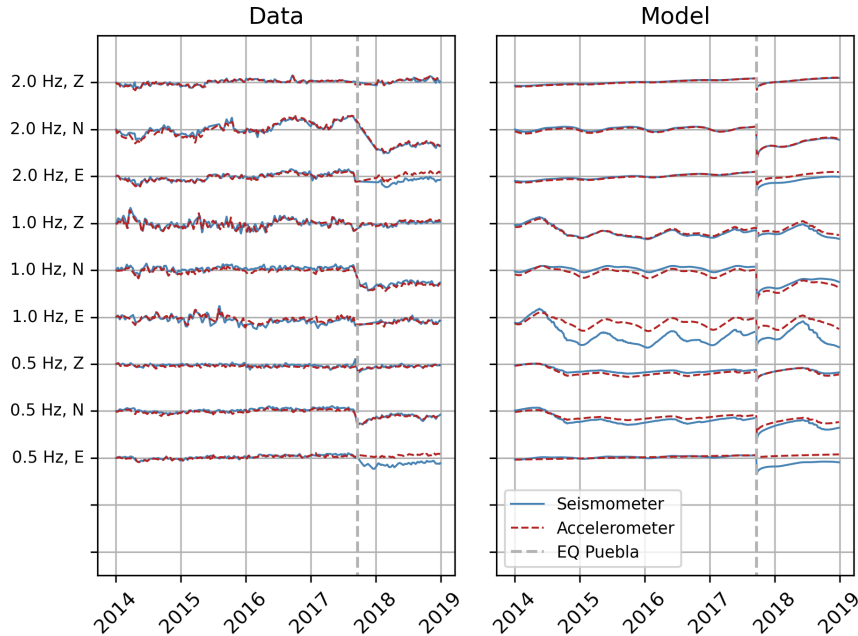 Data
Model
2.0 Hz, Z
2.0 Hz, N
2.0 Hz, E
1.0 Hz, Z
1.0 Hz, N
1.0 Hz, E
0.5 Hz, Z
0.5 Hz, N
0.5 Hz, E
Seismometer
Accelerometer
EQ Puebla
2014 2015 2016 2017 2018 2019
2014 2015 2016 2017 2018 2019